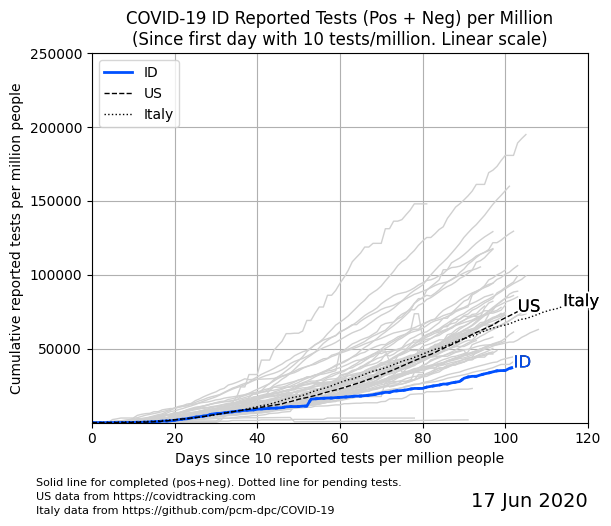 COVID-19 ID Reported Tests (Pos + Neg) per Million
(Since first day with 10 tests/million. Linear scale)
Cumulative reported tests per million people
250000
200000
150000
100000
50000
ID
US
Italy
US
Italy
ID
0
20
40
60
80
100
120
Days since 10 reported tests per million people
Solid line for completed (pos+neg). Dotted line for pending tests.
US data from https://covidtracking.com
Italy data from https://github.com/pcm-dpc/COVID-19
17 Jun 2020